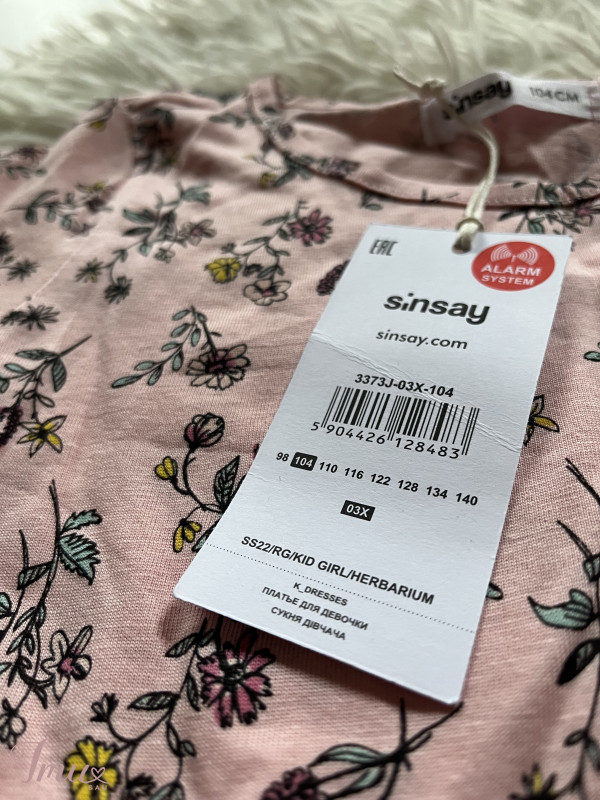 sinsay
104 CM
EAC
ALARM
SYSTEM
sinsay
sinsay.com
3373J-03X-104
5 904426 128483
98 104 110 116 122 128 134 140
03X
SS22/RG/KID GIRL/HERBARIUM
K_DRESSES
ПЛАТЬЕ ДЛЯ ДЕВОЧКИ
СУКНЯ ДІВЧАЧА